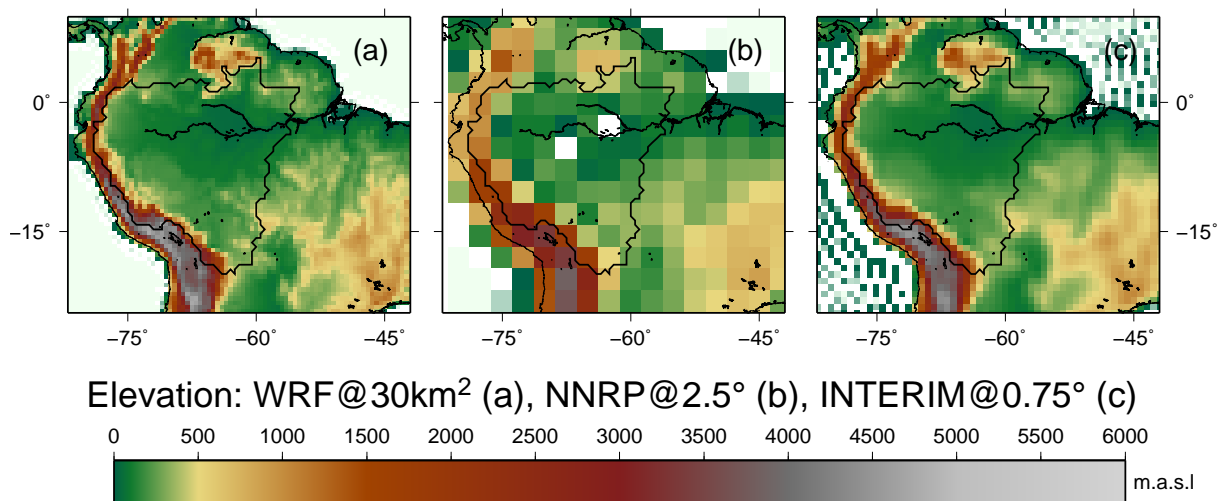 (a) (b) (c)
0° 0°
−15° −15°
−75 −60 −45 −75 −60 −45 −75 −60 −45
Elevation: WRF@30km² (a), NNRP@2.5° (b), INTERIM@0.75° (c)
0 500 1000 1500 2000 2500 3000 3500 4000 4500 5000 5500 6000
m.a.s.l